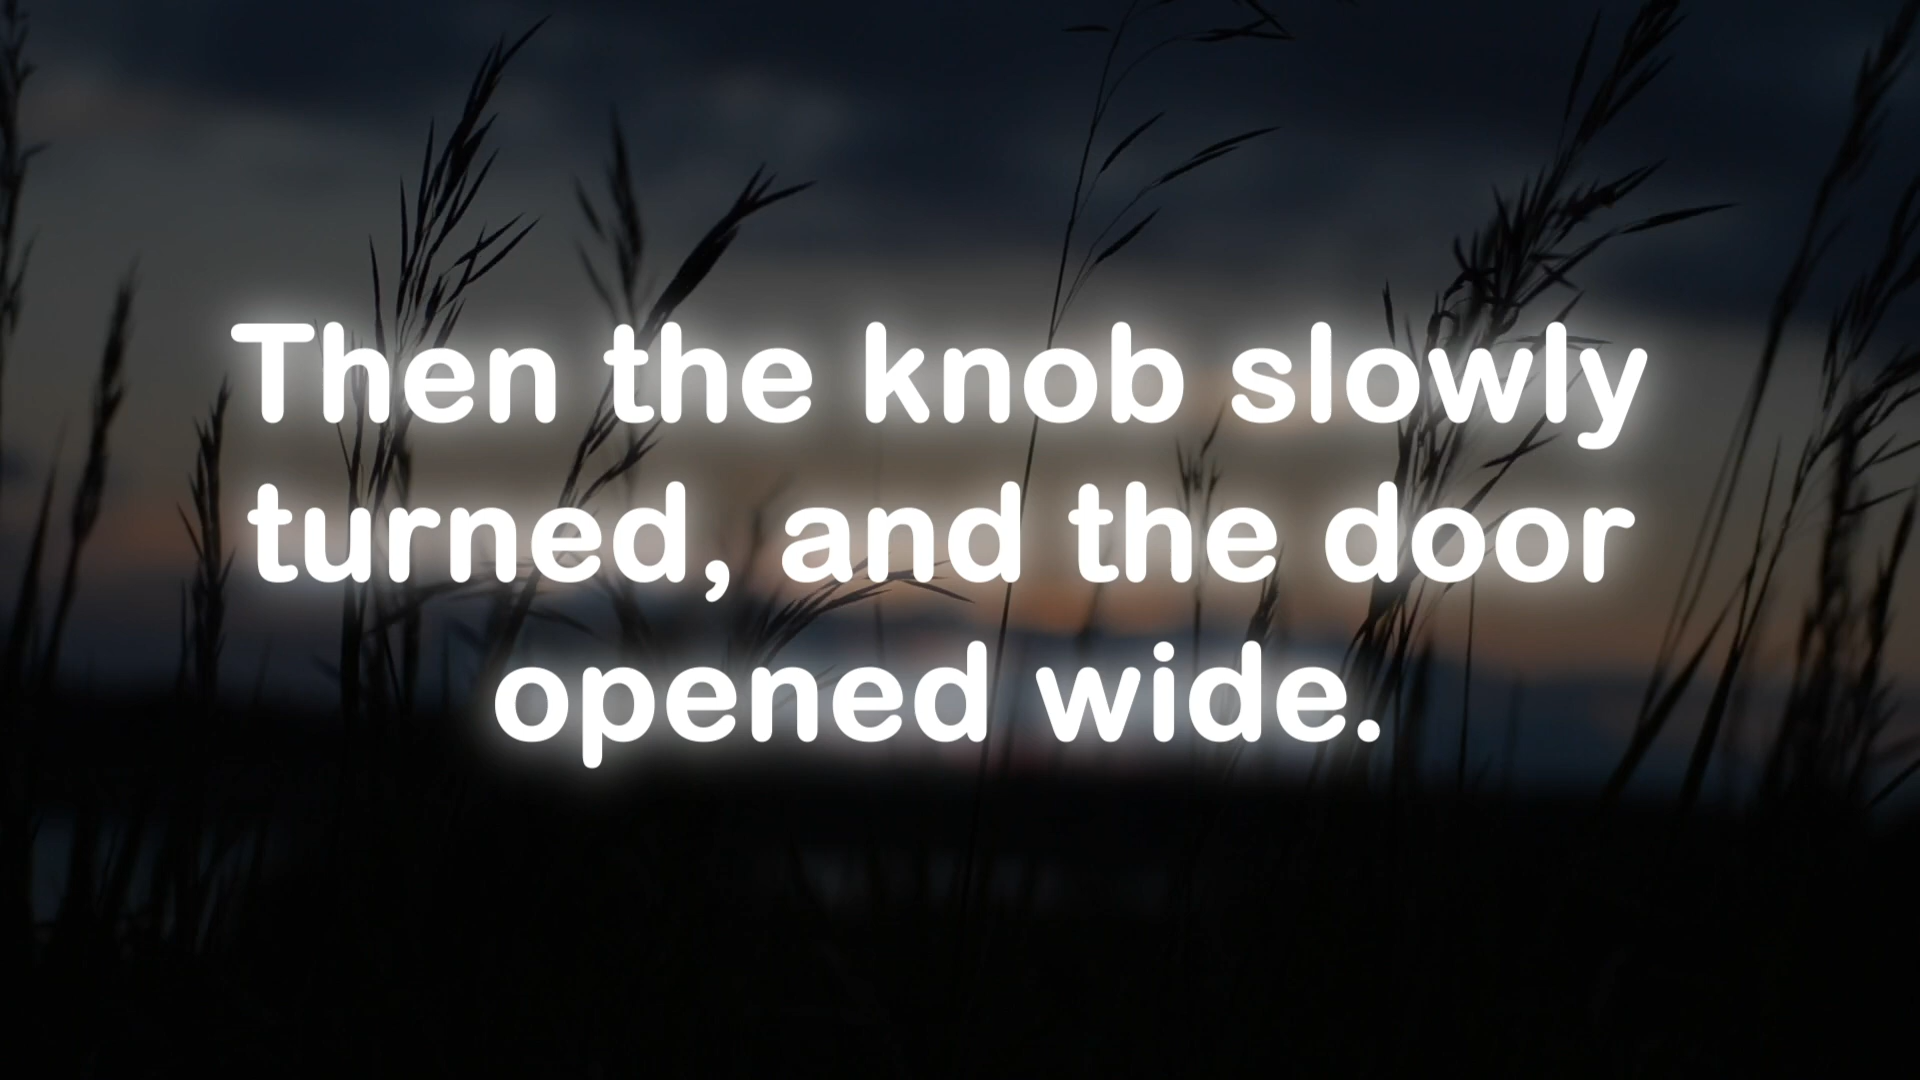 Then the knob slowly
turned, and the door
opened wide.